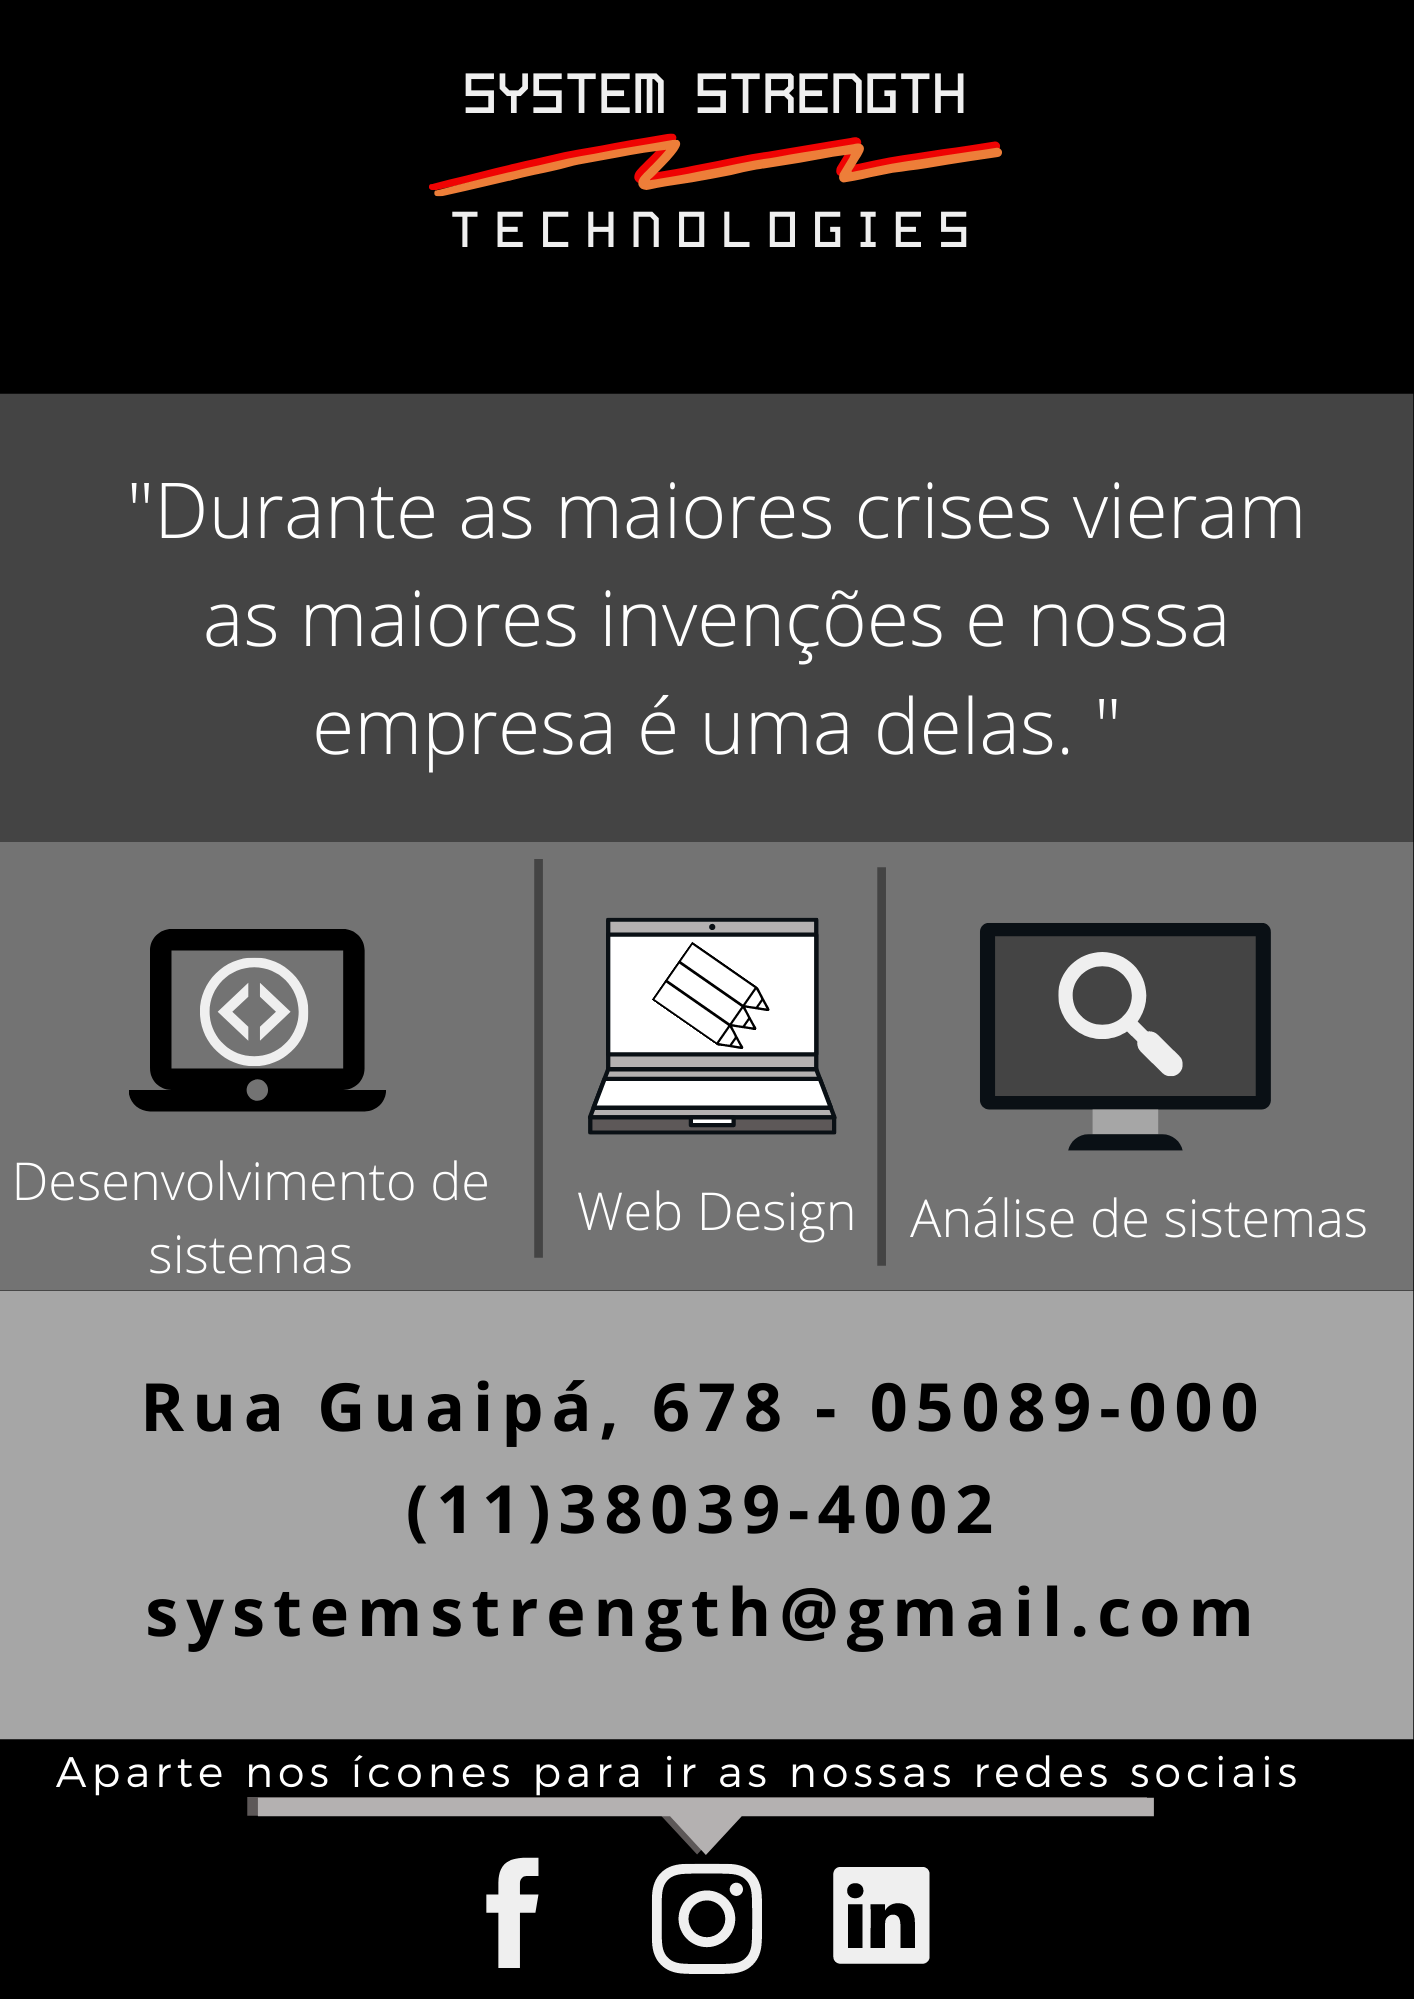 SYSTEM STRENGTH
TECHNOLOGIES
"Durante as maiores crises vieram
as maiores invenções e nossa
empresa é uma delas. "
Desenvolvimento de
sistemas
Web Design
Análise de sistemas
Rua Guaipá, 678 - 05089-000
(11)38039-4002
systemstrength@gmail.com
Aparte nos ícones para ir as nossas redes sociais
f
in